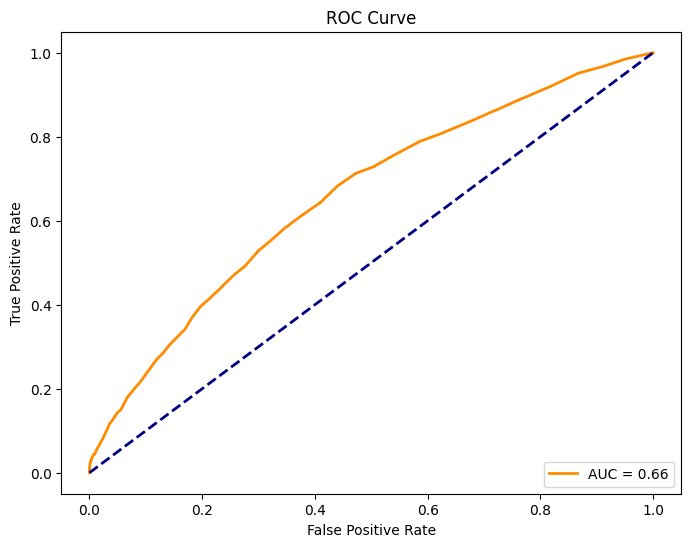 ROC Curve
True Positive Rate
1.0
0.8
0.6
0.4
0.2
0.0
AUC = 0.66
0.0 0.2 0.4 0.6 0.8 1.0
False Positive Rate